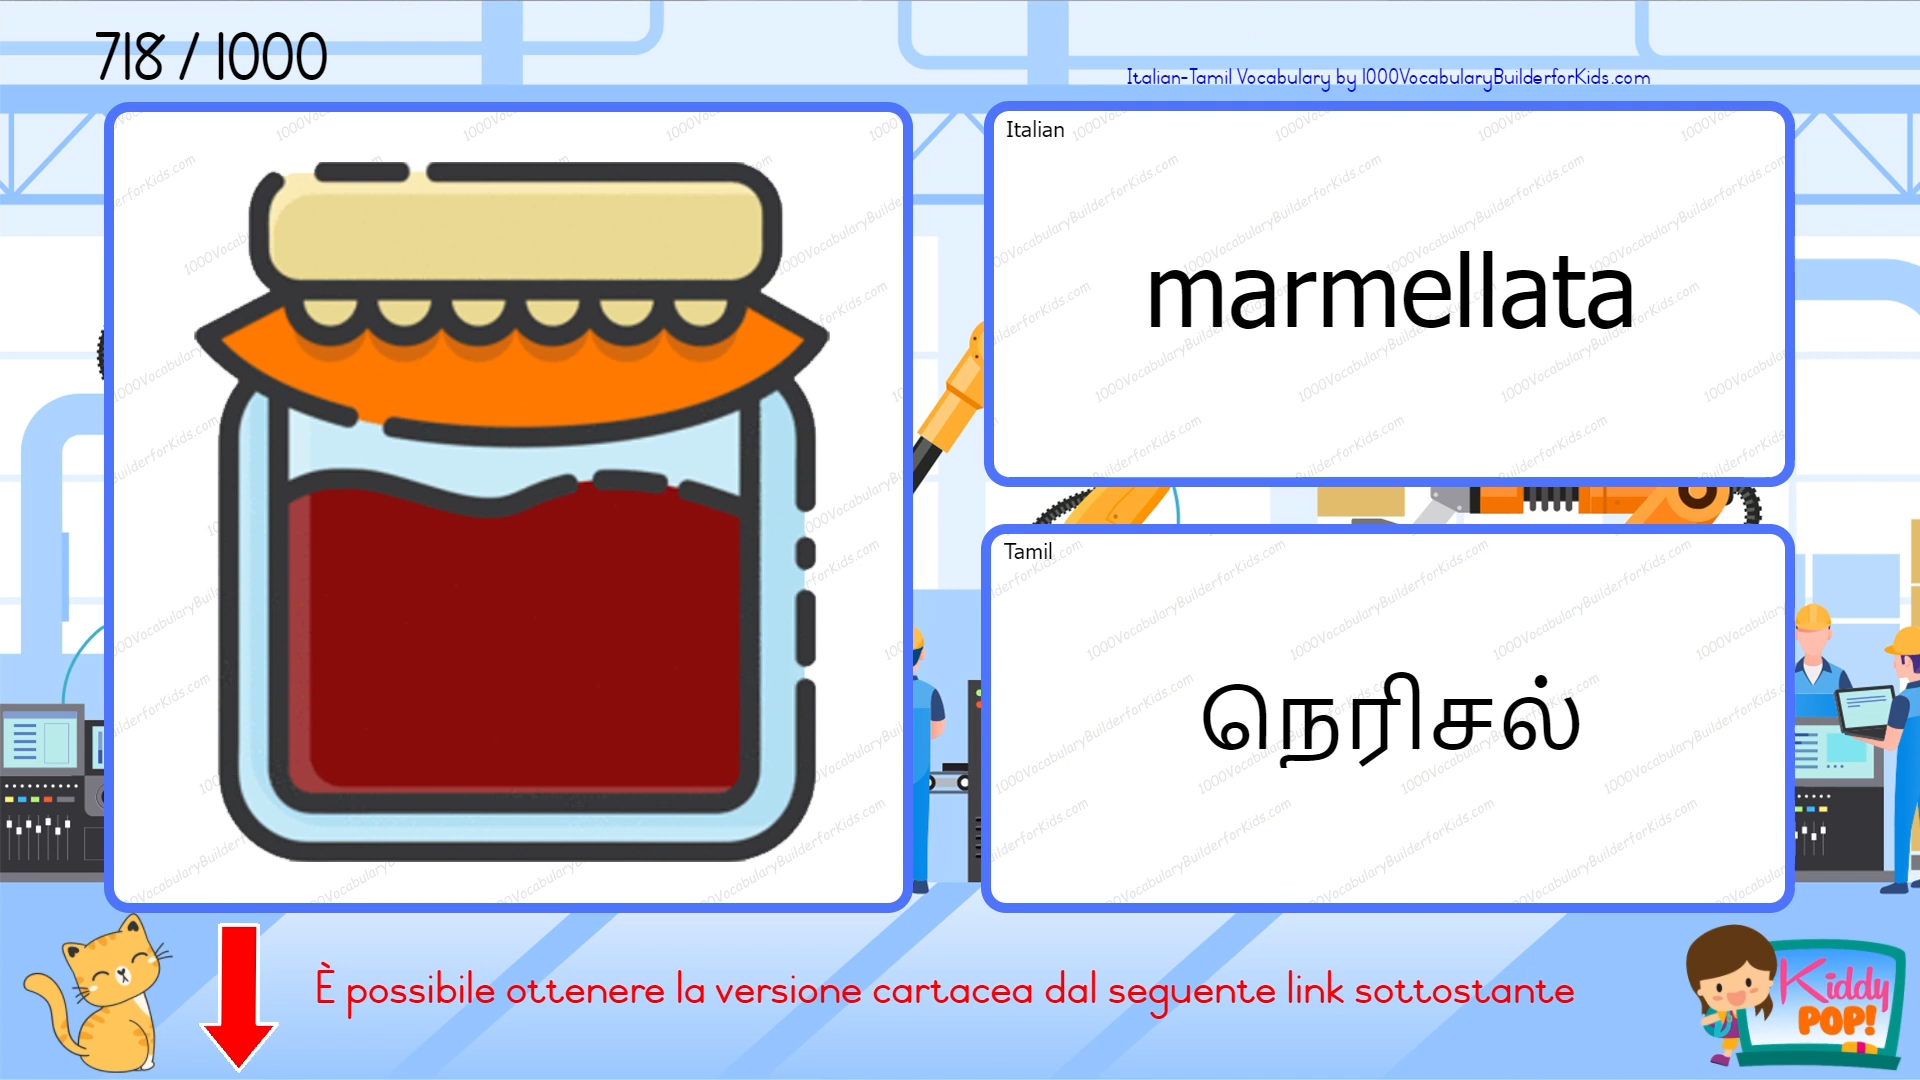 718 / 1000
Italian-Tamil Vocabulary by 1000VocabularyBuilderforKids.com
Italian
marmellata
Tamil
நெரிசல்
È possibile ottenere la versione cartacea dal seguente link sottostante
Kiddy
POP!